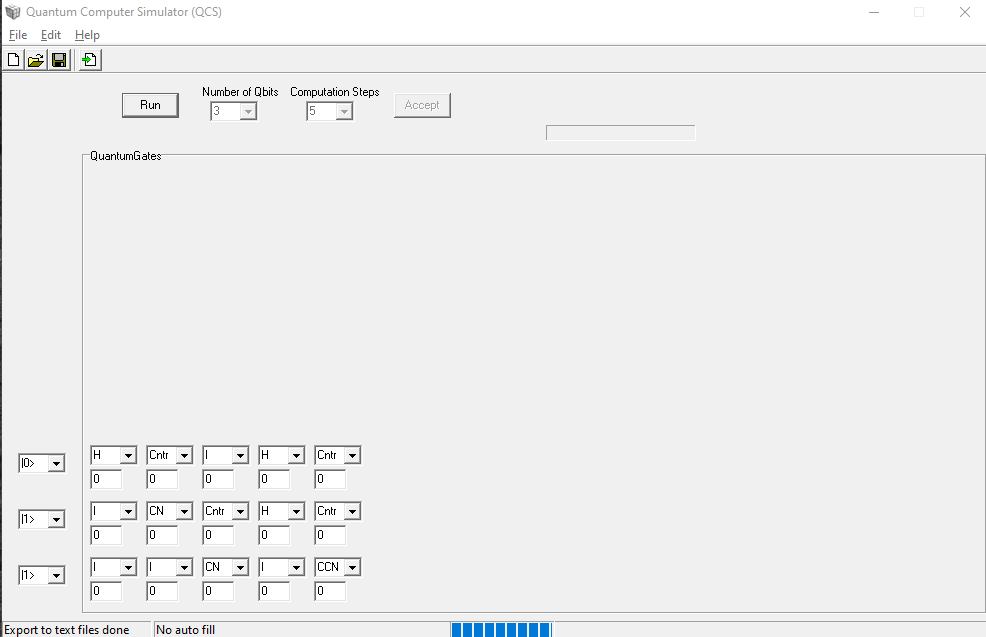 Quantum Computer Simulator (QCS)
File Edit Help
Number of Qbits Computation Steps
Run 3 5 Accept
QuantumGates
|0> H Cntr I H Cntr
0 0 0 0 0
|1> I CN Cntr H Cntr
0 0 0 0 0
|1> I I CN I CCN
0 0 0 0 0
Export to text files done No auto fill